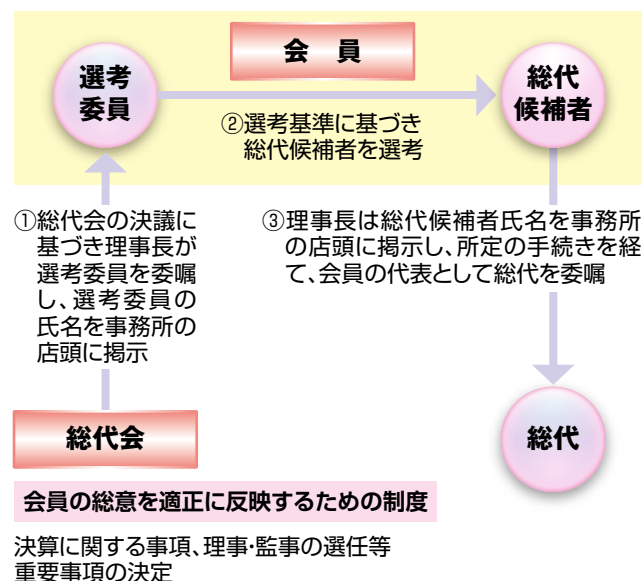 会　員
選考
委員
総代
候補者
②選考基準に基づき
総代候補者を選考
①総代会の決議に
基づき理事長が
選考委員を委嘱
し、選考委員の
氏名を事務所の
店頭に掲示
③理事長は総代候補者氏名を事務所
の店頭に掲示し、所定の手続きを経
て、会員の代表として総代を委嘱
総代会
総代
会員の総意を適正に反映するための制度
決算に関する事項、理事・監事の選任等
重要事項の決定